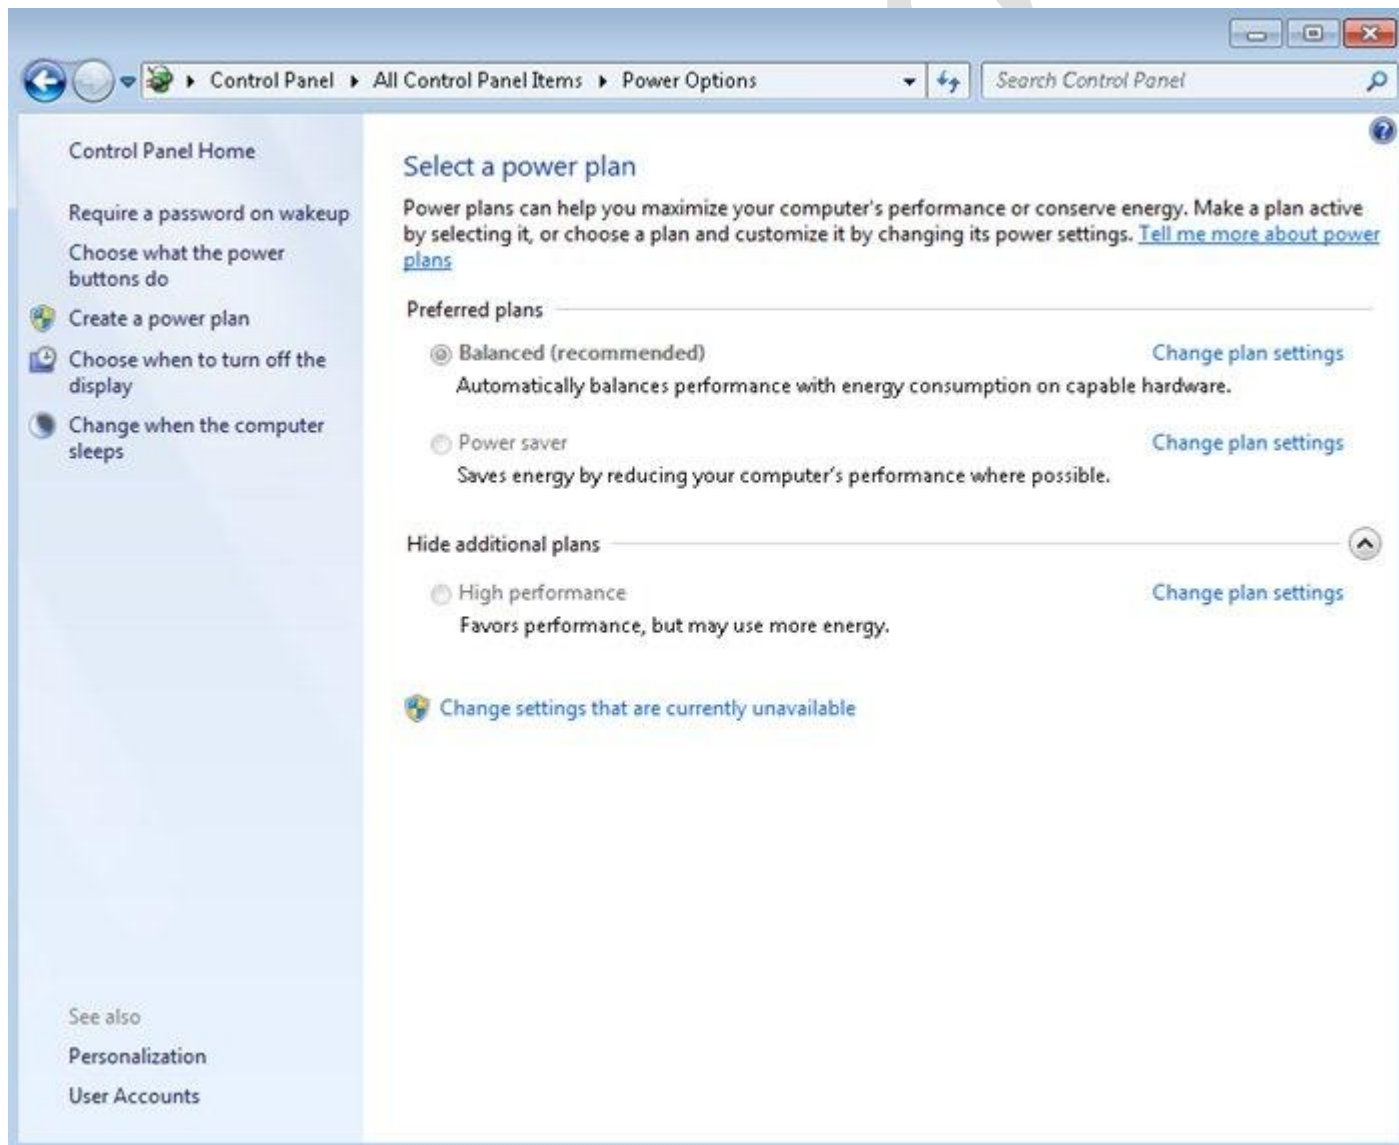 Control Panel ▸ All Control Panel Items ▸ Power Options
Search Control Panel
Control Panel Home
Require a password on wakeup
Choose what the power
buttons do
Create a power plan
Choose when to turn off the
display
Change when the computer
sleeps
See also
Personalization
User Accounts
Select a power plan
Power plans can help you maximize your computer's performance or conserve energy. Make a plan active
by selecting it, or choose a plan and customize it by changing its power settings. Tell me more about power
plans
Preferred plans
Balanced (recommended) Change plan settings
Automatically balances performance with energy consumption on capable hardware.
Power saver Change plan settings
Saves energy by reducing your computer's performance where possible.
Hide additional plans
High performance Change plan settings
Favors performance, but may use more energy.
Change settings that are currently unavailable